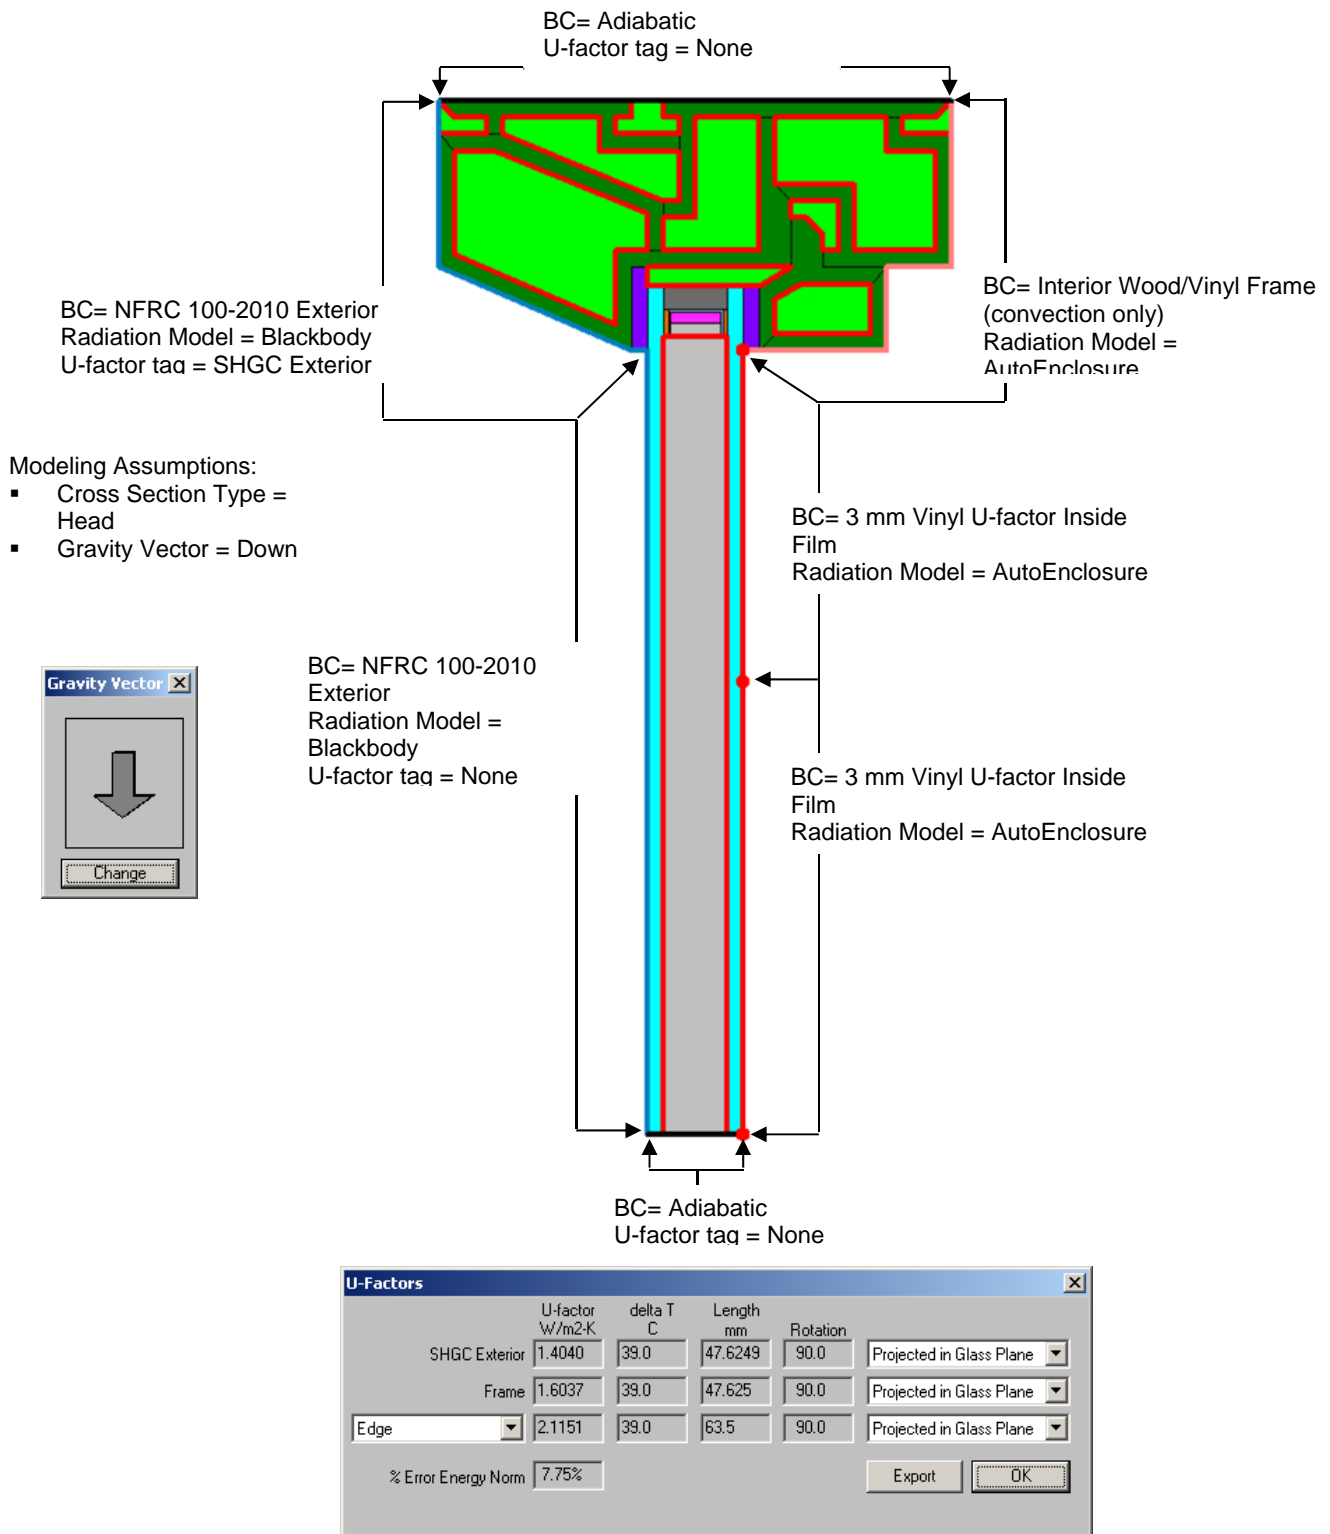 BC= Adiabatic
U-factor tag = None
BC= NFRC 100-2010 Exterior
Radiation Model = Blackbody
U-factor tag = SHGC Exterior
BC= Interior Wood/Vinyl Frame
(convection only)
Radiation Model =
AutoEnclosure
Modeling Assumptions:
▪ Cross Section Type =
Head
▪ Gravity Vector = Down
BC= 3 mm Vinyl U-factor Inside
Film
Radiation Model = AutoEnclosure
Gravity Vector
Change
BC= NFRC 100-2010
Exterior
Radiation Model =
Blackbody
U-factor tag = None
BC= 3 mm Vinyl U-factor Inside
Film
Radiation Model = AutoEnclosure
BC= Adiabatic
U-factor tag = None
U-Factors
U-factor delta T Length
W/m2-K C mm Rotation
SHGC Exterior 1.4040 39.0 47.6249 90.0 Projected in Glass Plane
Frame 1.6037 39.0 47.625 90.0 Projected in Glass Plane
Edge 2.1151 39.0 63.5 90.0 Projected in Glass Plane
% Error Energy Norm 7.75% Export OK